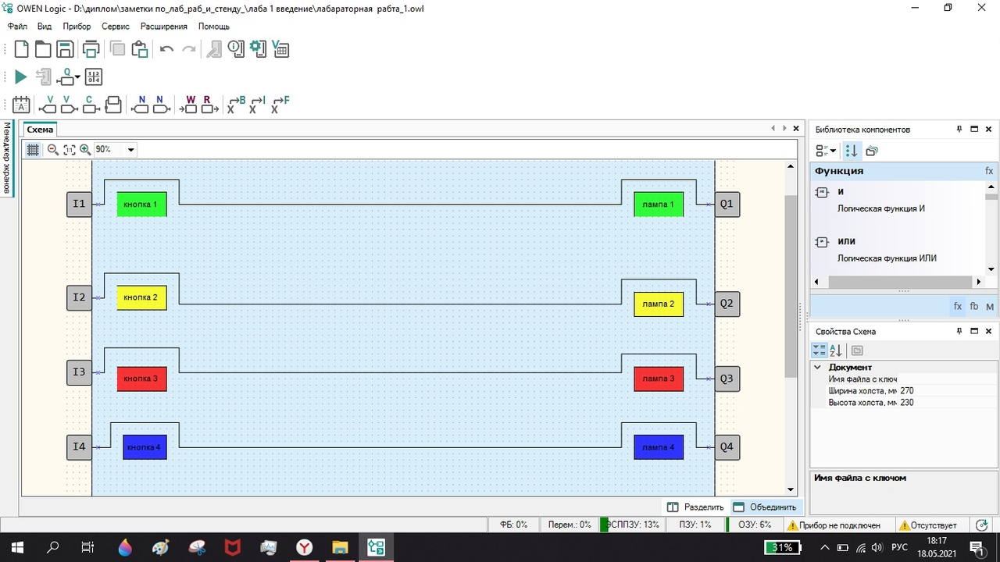 OWEN Logic - D:\диплом\заметки по_лаб_раб_и_стенду_\лаба 1 введение\лабараторная рабта_1.owl
Файл Вид Прибор Сервис Расширения Помощь
Менеджер экранов
Схема
90%
I1 кнопка 1 лампа 1 Q1
I2 кнопка 2 лампа 2 Q2
I3 кнопка 3 лампа 3 Q3
I4 кнопка 4 лампа 4 Q4
Разделить Объединить
Библиотека компонентов
Функция fx
И
Логическая функция И
ИЛИ
Логическая функция ИЛИ
fx fb M
Свойства Схема
Документ
Имя файла с ключ
Ширина холста, мм 270
Высота холста, мм 230
Имя файла с ключом
ФБ: 0% Перем.: 0% ЭСППЗУ: 13% ПЗУ: 1% ОЗУ: 6% Прибор не подключен Отсутствует
31% РУС 18:17
18.05.2021
1